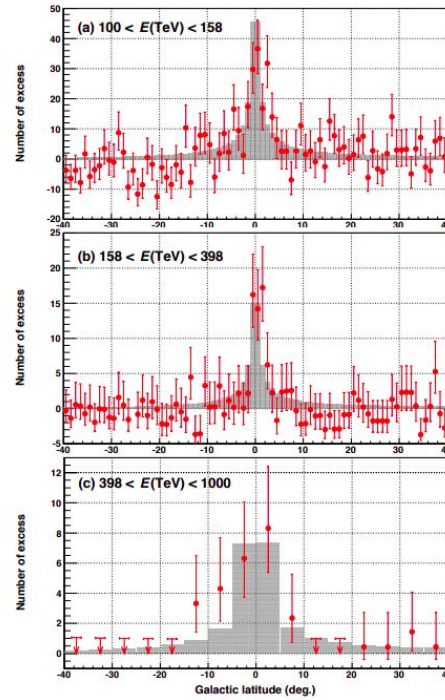 (a) 100 < E(TeV) < 158
Number of excess
50
40
30
20
10
0
-10
-20
-40 -30 -20 -10 0 10 20 30 40
(b) 158 < E(TeV) < 398
Number of excess
25
20
15
10
5
0
-5
-40 -30 -20 -10 0 10 20 30 40
(c) 398 < E(TeV) < 1000
Number of excess
12
10
8
6
4
2
0
-40 -30 -20 -10 0 10 20 30 40
Galactic latitude (deg.)